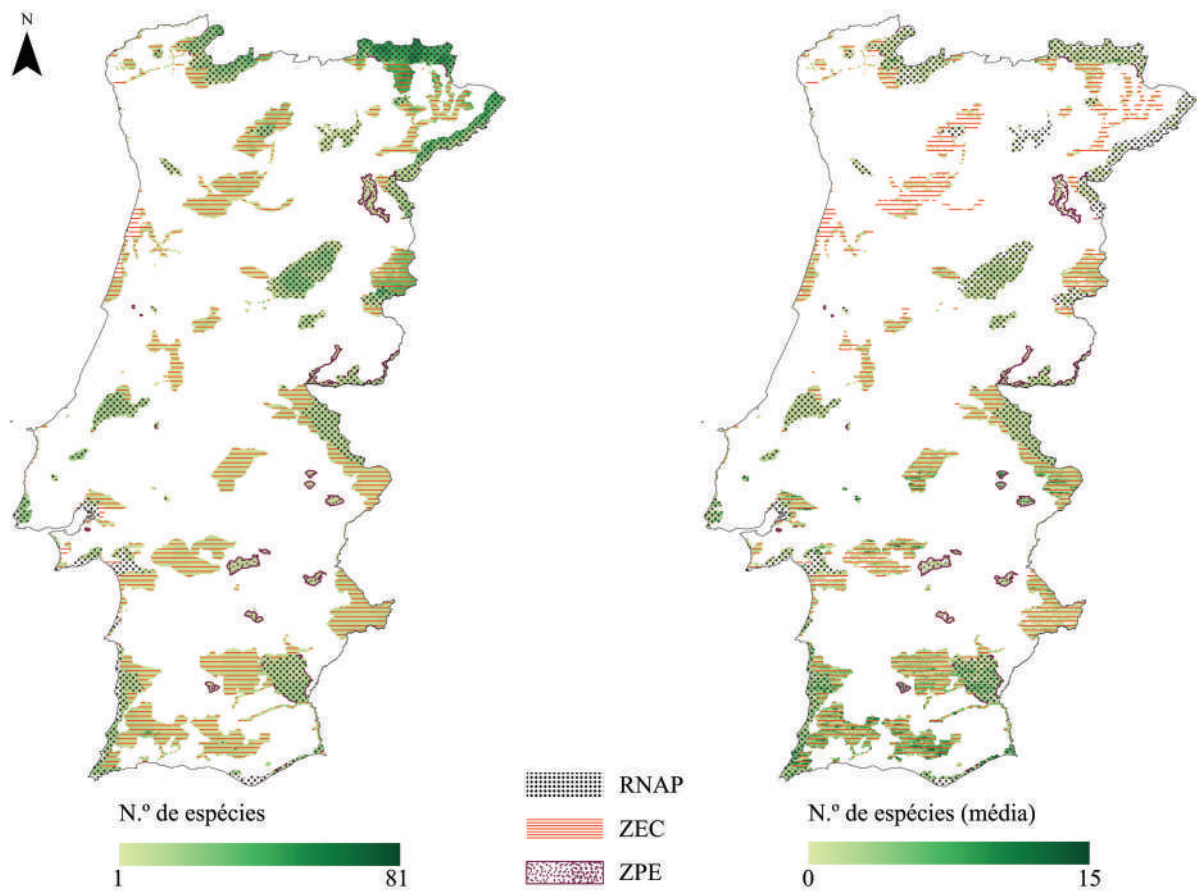 N
RNAP
ZEC
ZPE
N.º de espécies
1
81
N.º de espécies (média)
0
15